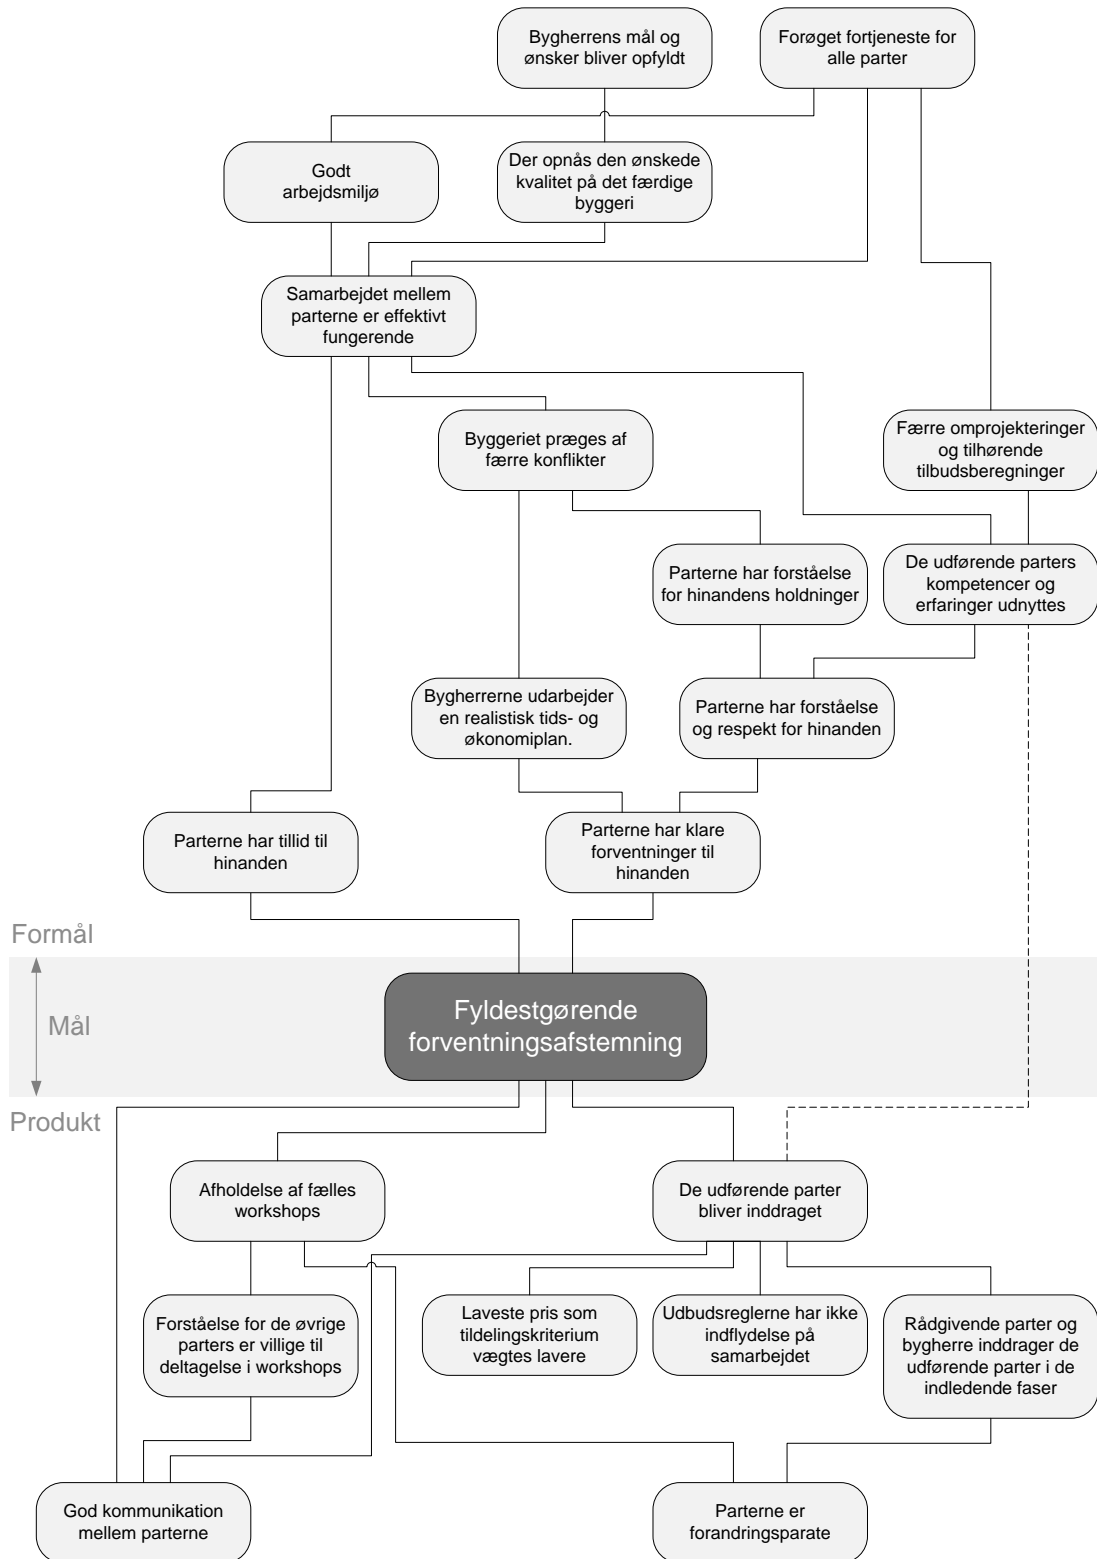 Bygherrens mål og
ønsker bliver opfyldt
Forøget fortjeneste for
alle parter
Godt
arbejdsmiljø
Der opnås den ønskede
kvalitet på det færdige
byggeri
Samarbejdet mellem
parterne er effektivt
fungerende
Byggeriet præges af
færre konflikter
Færre omprojekteringer
og tilhørende
tilbudsberegninger
Parterne har forståelse
for hinandens holdninger
De udførende parters
kompetencer og
erfaringer udnyttes
Bygherrerne udarbejder
en realistisk tids- og
økonomiplan.
Parterne har forståelse
og respekt for hinanden
Parterne har tillid til
hinanden
Parterne har klare
forventninger til
hinanden
Formål
Mål
Fyldestgørende
forventningsafstemning
Produkt
Afholdelse af fælles
workshops
De udførende parter
bliver inddraget
Forståelse for de øvrige
parters er villige til
deltagelse i workshops
Laveste pris som
tildelingskriterium
vægtes lavere
Udbudsreglerne har ikke
indflydelse på
samarbejdet
Rådgivende parter og
bygherre inddrager de
udførende parter i de
indledende faser
God kommunikation
mellem parterne
Parterne er
forandringsparate